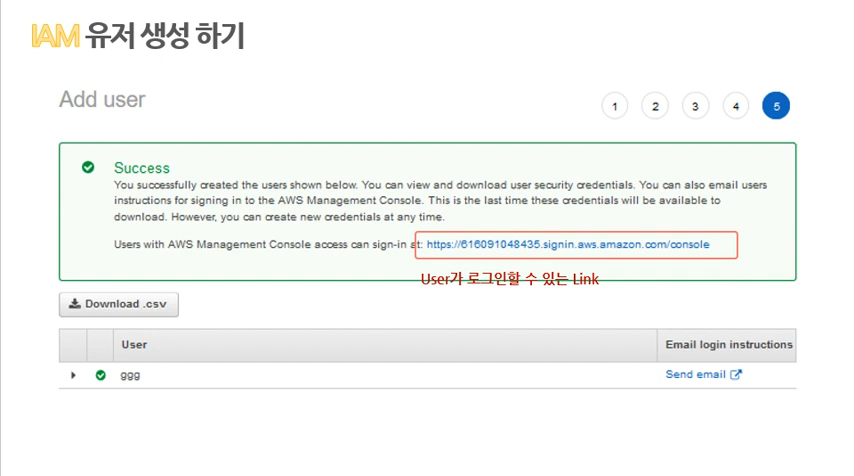 IAM 유저 생성 하기
Add user
1 2 3 4 5
Success
You successfully created the users shown below. You can view and download user security credentials. You can also email users
instructions for signing in to the AWS Management Console. This is the last time these credentials will be available to
download. However, you can create new credentials at any time.
Users with AWS Management Console access can sign-in at: https://616091048435.signin.aws.amazon.com/console
User가 로그인할 수 있는 Link
Download .csv
User Email login instructions
ggg Send email